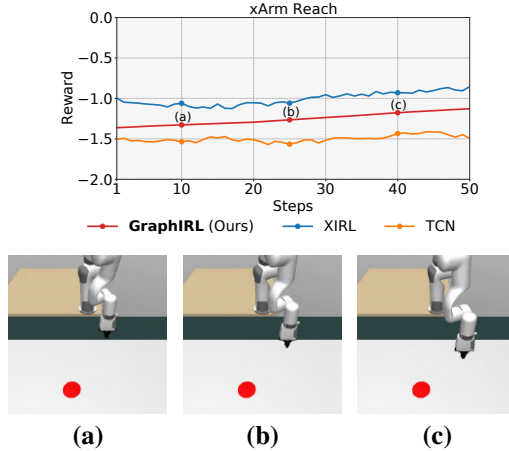 xArm Reach
0.0
−0.5
−1.0
−1.5
−2.0
Reward
(a)
(b)
(c)
1 10 20 30 40 50
Steps
GraphIRL (Ours) XIRL TCN
(a) (b) (c)